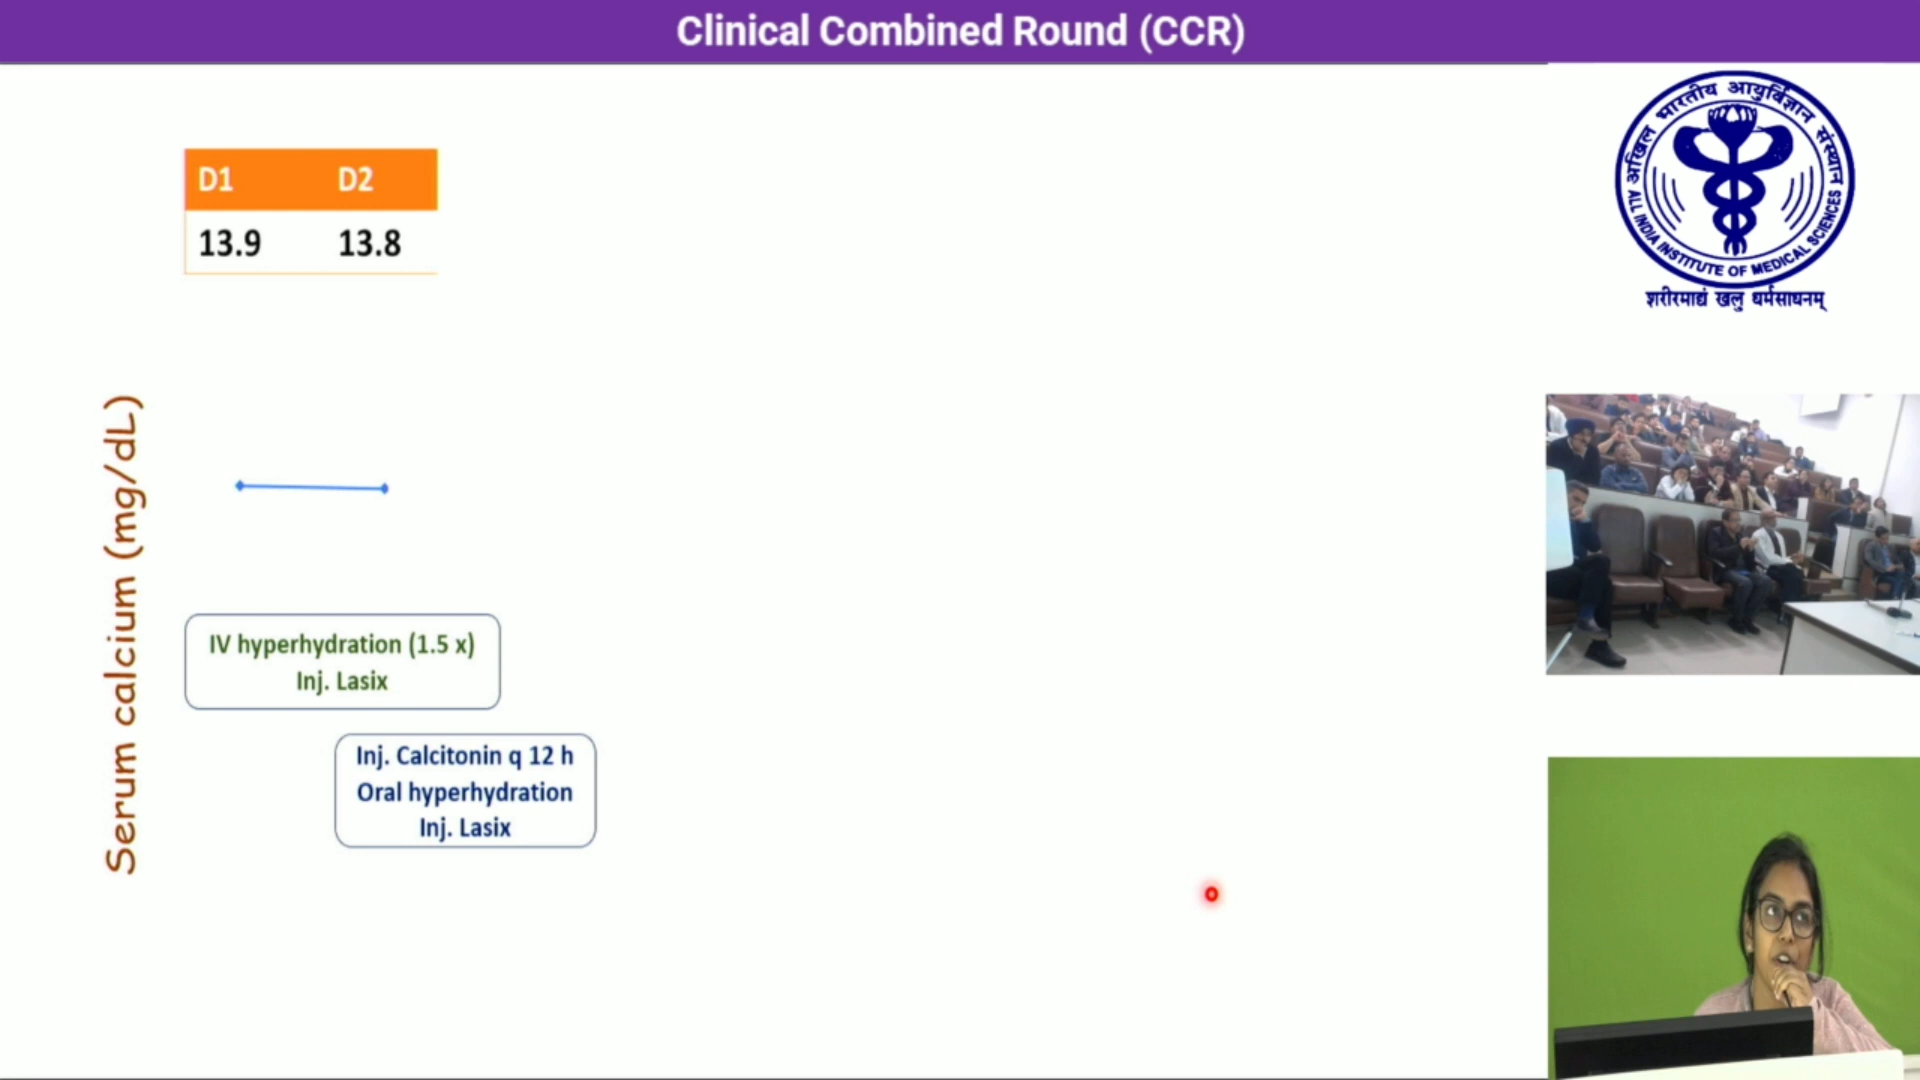 Clinical Combined Round (CCR)
D1 D2
13.9 13.8
Serum calcium (mg/dL)
IV hyperhydration (1.5 x)
Inj. Lasix
Inj. Calcitonin q 12 h
Oral hyperhydration
Inj. Lasix
अखिल भारतीय आयुर्विज्ञान संस्थान
ALL INDIA INSTITUTE OF MEDICAL SCIENCES
शरीरमाद्यं खलु धर्मसाधनम्